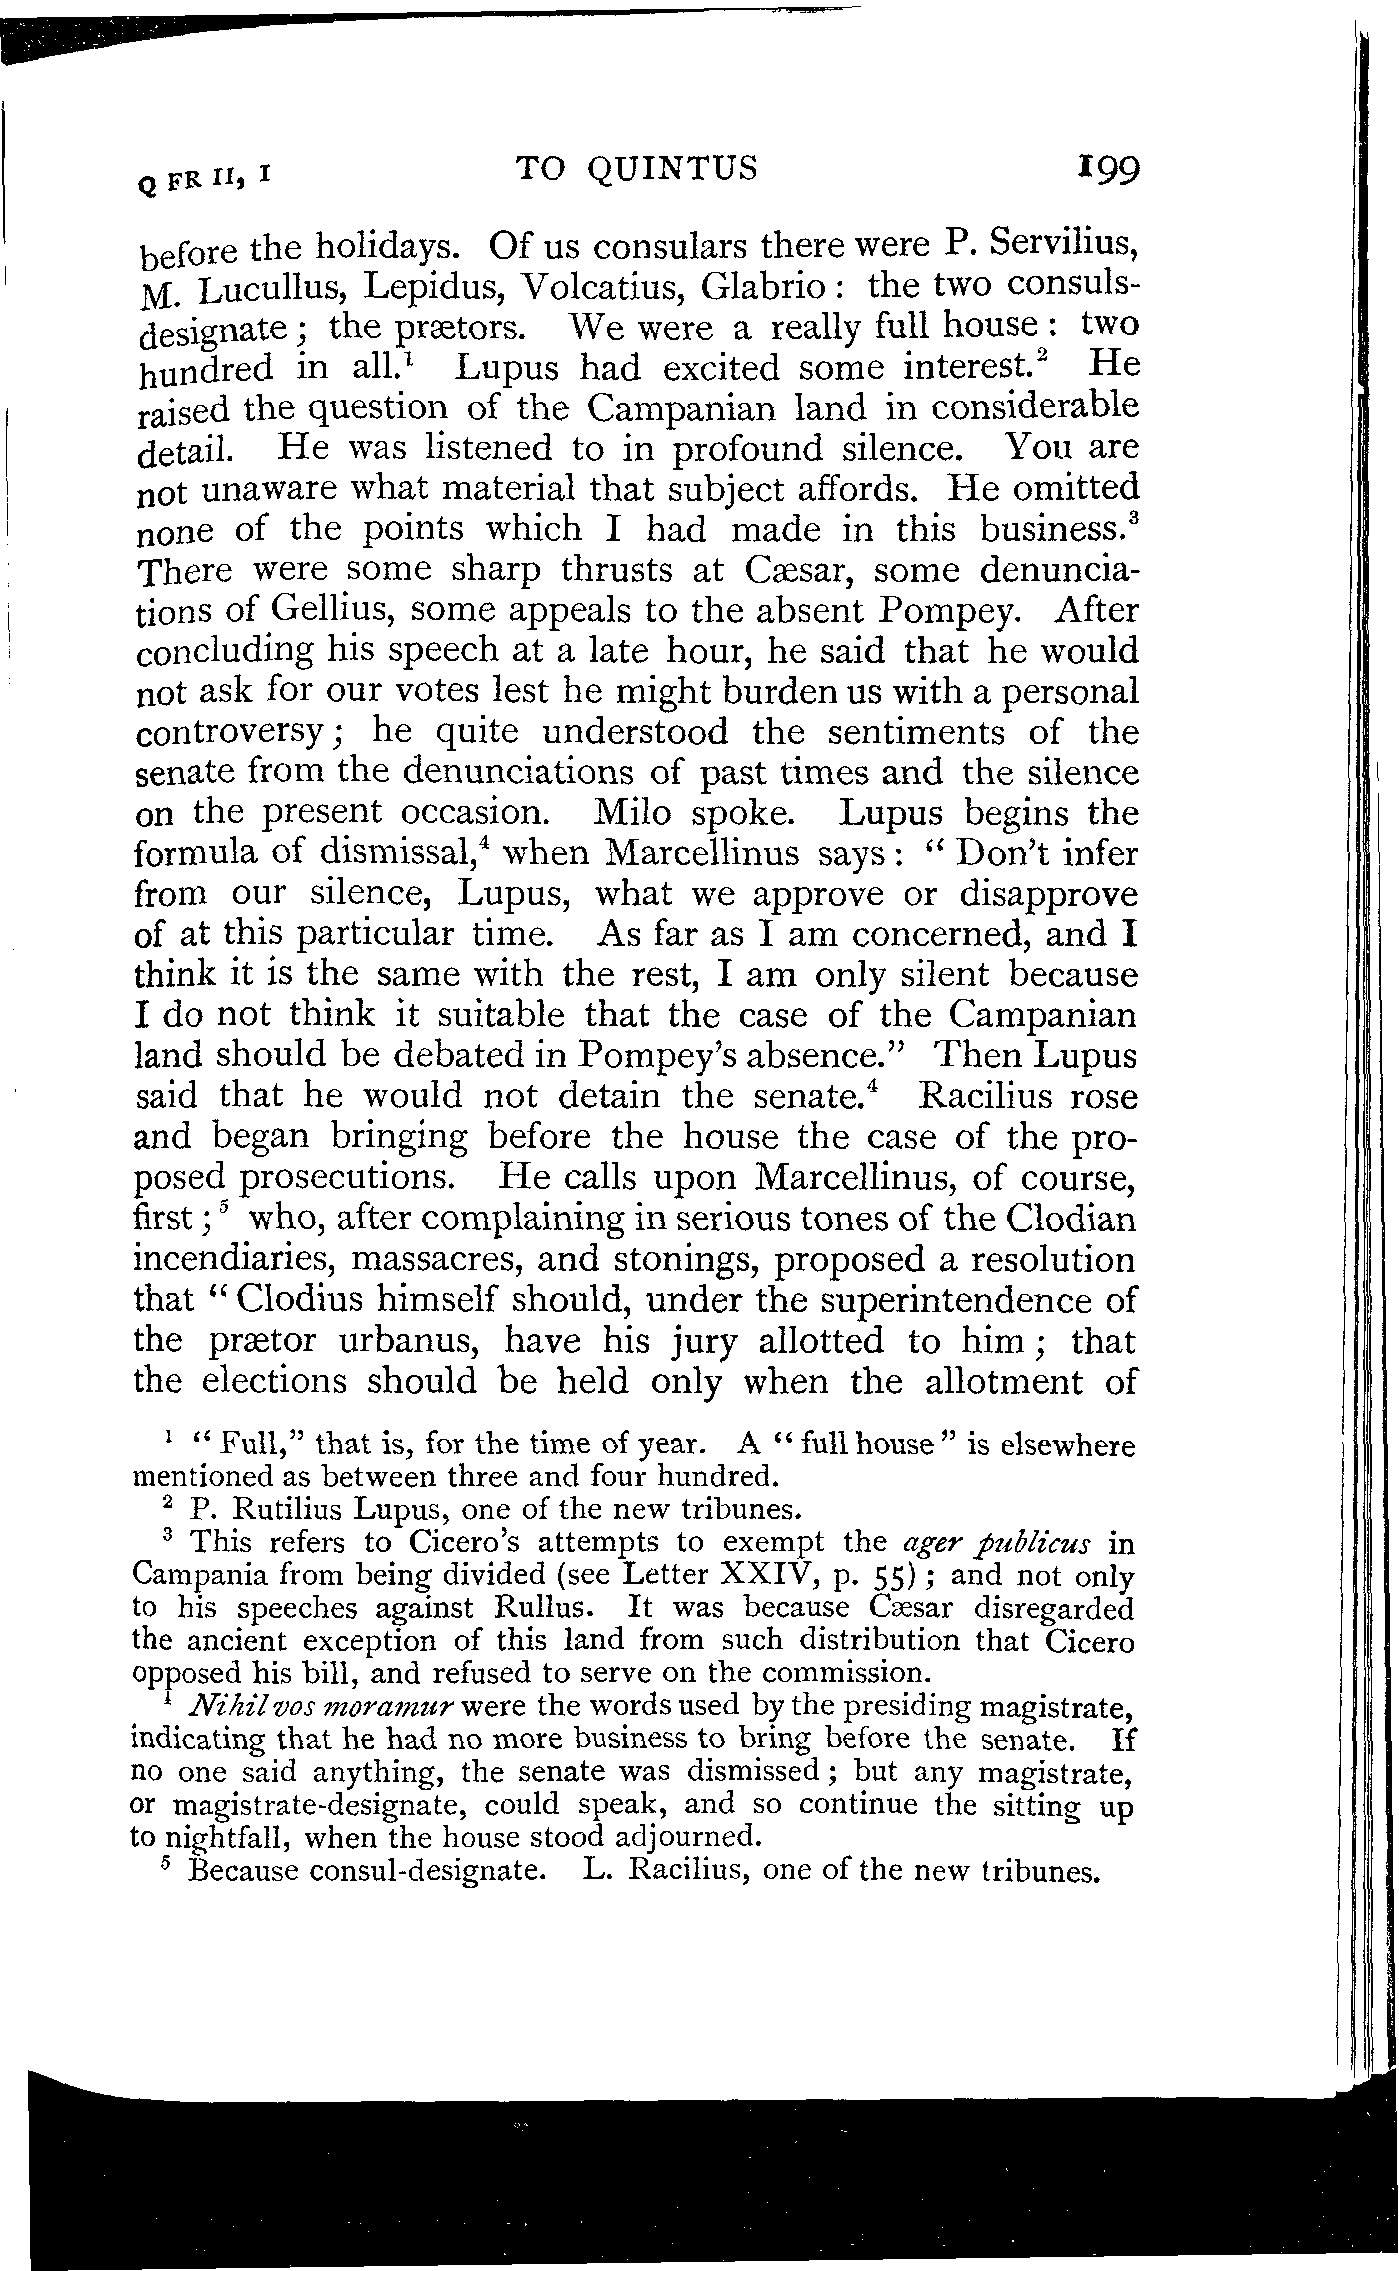 Q FR II, I TO QUINTUS 199
before the holidays. Of us consulars there were P. Servilius,
M. Lucullus, Lepidus, Volcatius, Glabrio : the two consuls-
designate ; the prætors. We were a really full house : two
hundred in all.¹ Lupus had excited some interest.² He
raised the question of the Campanian land in considerable
detail. He was listened to in profound silence. You are
not unaware what material that subject affords. He omitted
none of the points which I had made in this business.³
There were some sharp thrusts at Cæsar, some denuncia-
tions of Gellius, some appeals to the absent Pompey. After
concluding his speech at a late hour, he said that he would
not ask for our votes lest he might burden us with a personal
controversy ; he quite understood the sentiments of the
senate from the denunciations of past times and the silence
on the present occasion. Milo spoke. Lupus begins the
formula of dismissal,⁴ when Marcellinus says : “ Don’t infer
from our silence, Lupus, what we approve or disapprove
of at this particular time. As far as I am concerned, and I
think it is the same with the rest, I am only silent because
I do not think it suitable that the case of the Campanian
land should be debated in Pompey’s absence.” Then Lupus
said that he would not detain the senate.⁴ Racilius rose
and began bringing before the house the case of the pro-
posed prosecutions. He calls upon Marcellinus, of course,
first ; ⁵ who, after complaining in serious tones of the Clodian
incendiaries, massacres, and stonings, proposed a resolution
that “ Clodius himself should, under the superintendence of
the prætor urbanus, have his jury allotted to him ; that
the elections should be held only when the allotment of
¹ “ Full,” that is, for the time of year. A “ full house ” is elsewhere
mentioned as between three and four hundred.
² P. Rutilius Lupus, one of the new tribunes.
³ This refers to Cicero’s attempts to exempt the ager publicus in
Campania from being divided (see Letter XXIV, p. 55) ; and not only
to his speeches against Rullus. It was because Cæsar disregarded
the ancient exception of this land from such distribution that Cicero
opposed his bill, and refused to serve on the commission.
⁴ Nihil vos moramur were the words used by the presiding magistrate,
indicating that he had no more business to bring before the senate. If
no one said anything, the senate was dismissed ; but any magistrate,
or magistrate-designate, could speak, and so continue the sitting up
to nightfall, when the house stood adjourned.
⁵ Because consul-designate. L. Racilius, one of the new tribunes.